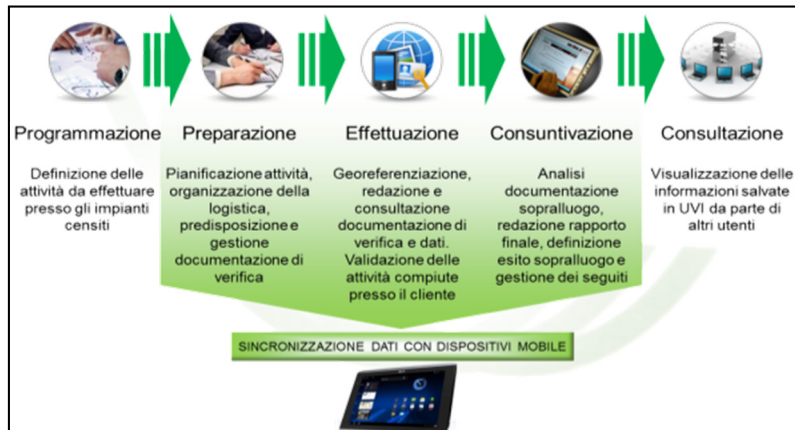 Programmazione
Definizione delle
attività da effettuare
presso gli impianti
censiti
Preparazione
Pianificazione attività,
organizzazione della
logistica,
predisposizione e
gestione
documentazione di
verifica
Effettuazione
Georeferenziazione,
redazione e
consultazione
documentazione di
verifica e dati.
Validazione delle
attività compiute
presso il cliente
Consuntivazione
Analisi
documentazione
sopralluogo,
redazione rapporto
finale, definizione
esito sopralluogo e
gestione dei seguiti
Consultazione
Visualizzazione delle
informazioni salvate
in UVI da parte di
altri utenti
SINCRONIZZAZIONE DATI CON DISPOSITIVI MOBILE